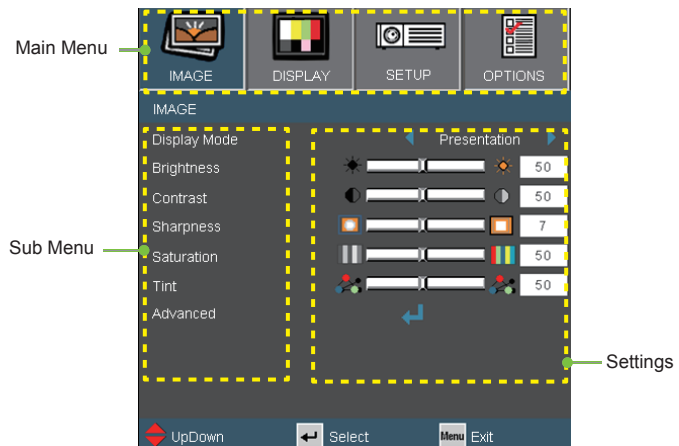 Main Menu
IMAGE DISPLAY SETUP OPTIONS
IMAGE
Display Mode Presentation
Brightness 50
Contrast 50
Sharpness 7
Sub Menu
Saturation 50
Tint 50
Advanced
Settings
UpDown Select Menu Exit